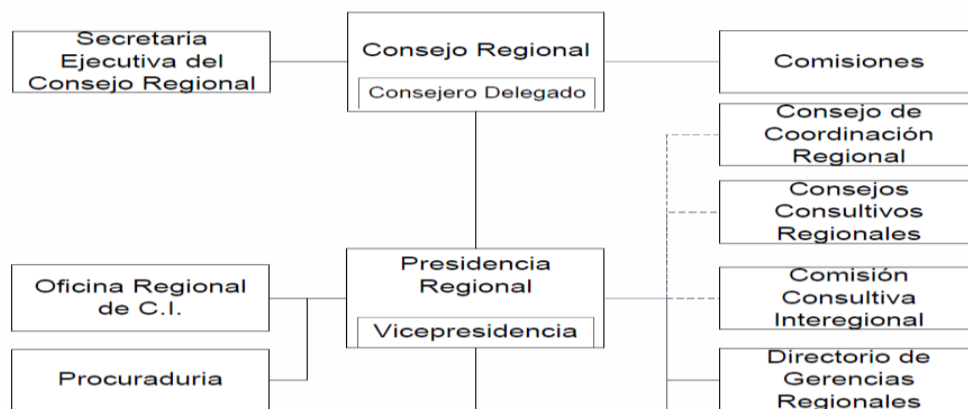 Secretaria
Ejecutiva del
Consejo Regional
Consejo Regional
Consejero Delegado
Comisiones
Consejo de
Coordinación
Regional
Consejos
Consultivos
Regionales
Presidencia
Regional
Vicepresidencia
Oficina Regional
de C.I.
Comisión
Consultiva
Interegional
Procuraduria
Directorio de
Gerencias
Regionales